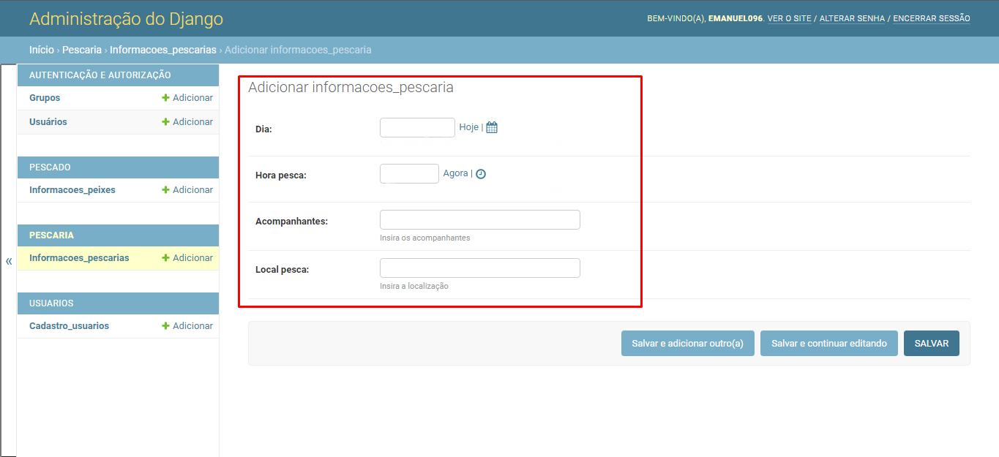 Administração do Django
BEM-VINDO(A), EMANUEL096. VER O SITE / ALTERAR SENHA / ENCERRAR SESSÃO
Início › Pescaria › Informacoes_pescarias › Adicionar informacoes_pescaria
AUTENTICAÇÃO E AUTORIZAÇÃO
Grupos + Adicionar
Usuários + Adicionar
PESCADO
Informacoes_peixes + Adicionar
PESCARIA
Informacoes_pescarias + Adicionar
«
USUARIOS
Cadastro_usuarios + Adicionar
Adicionar informacoes_pescaria
Dia: Hoje |
Hora pesca: Agora |
Acompanhantes:
Insira os acompanhantes
Local pesca:
Insira a localização
Salvar e adicionar outro(a) Salvar e continuar editando SALVAR